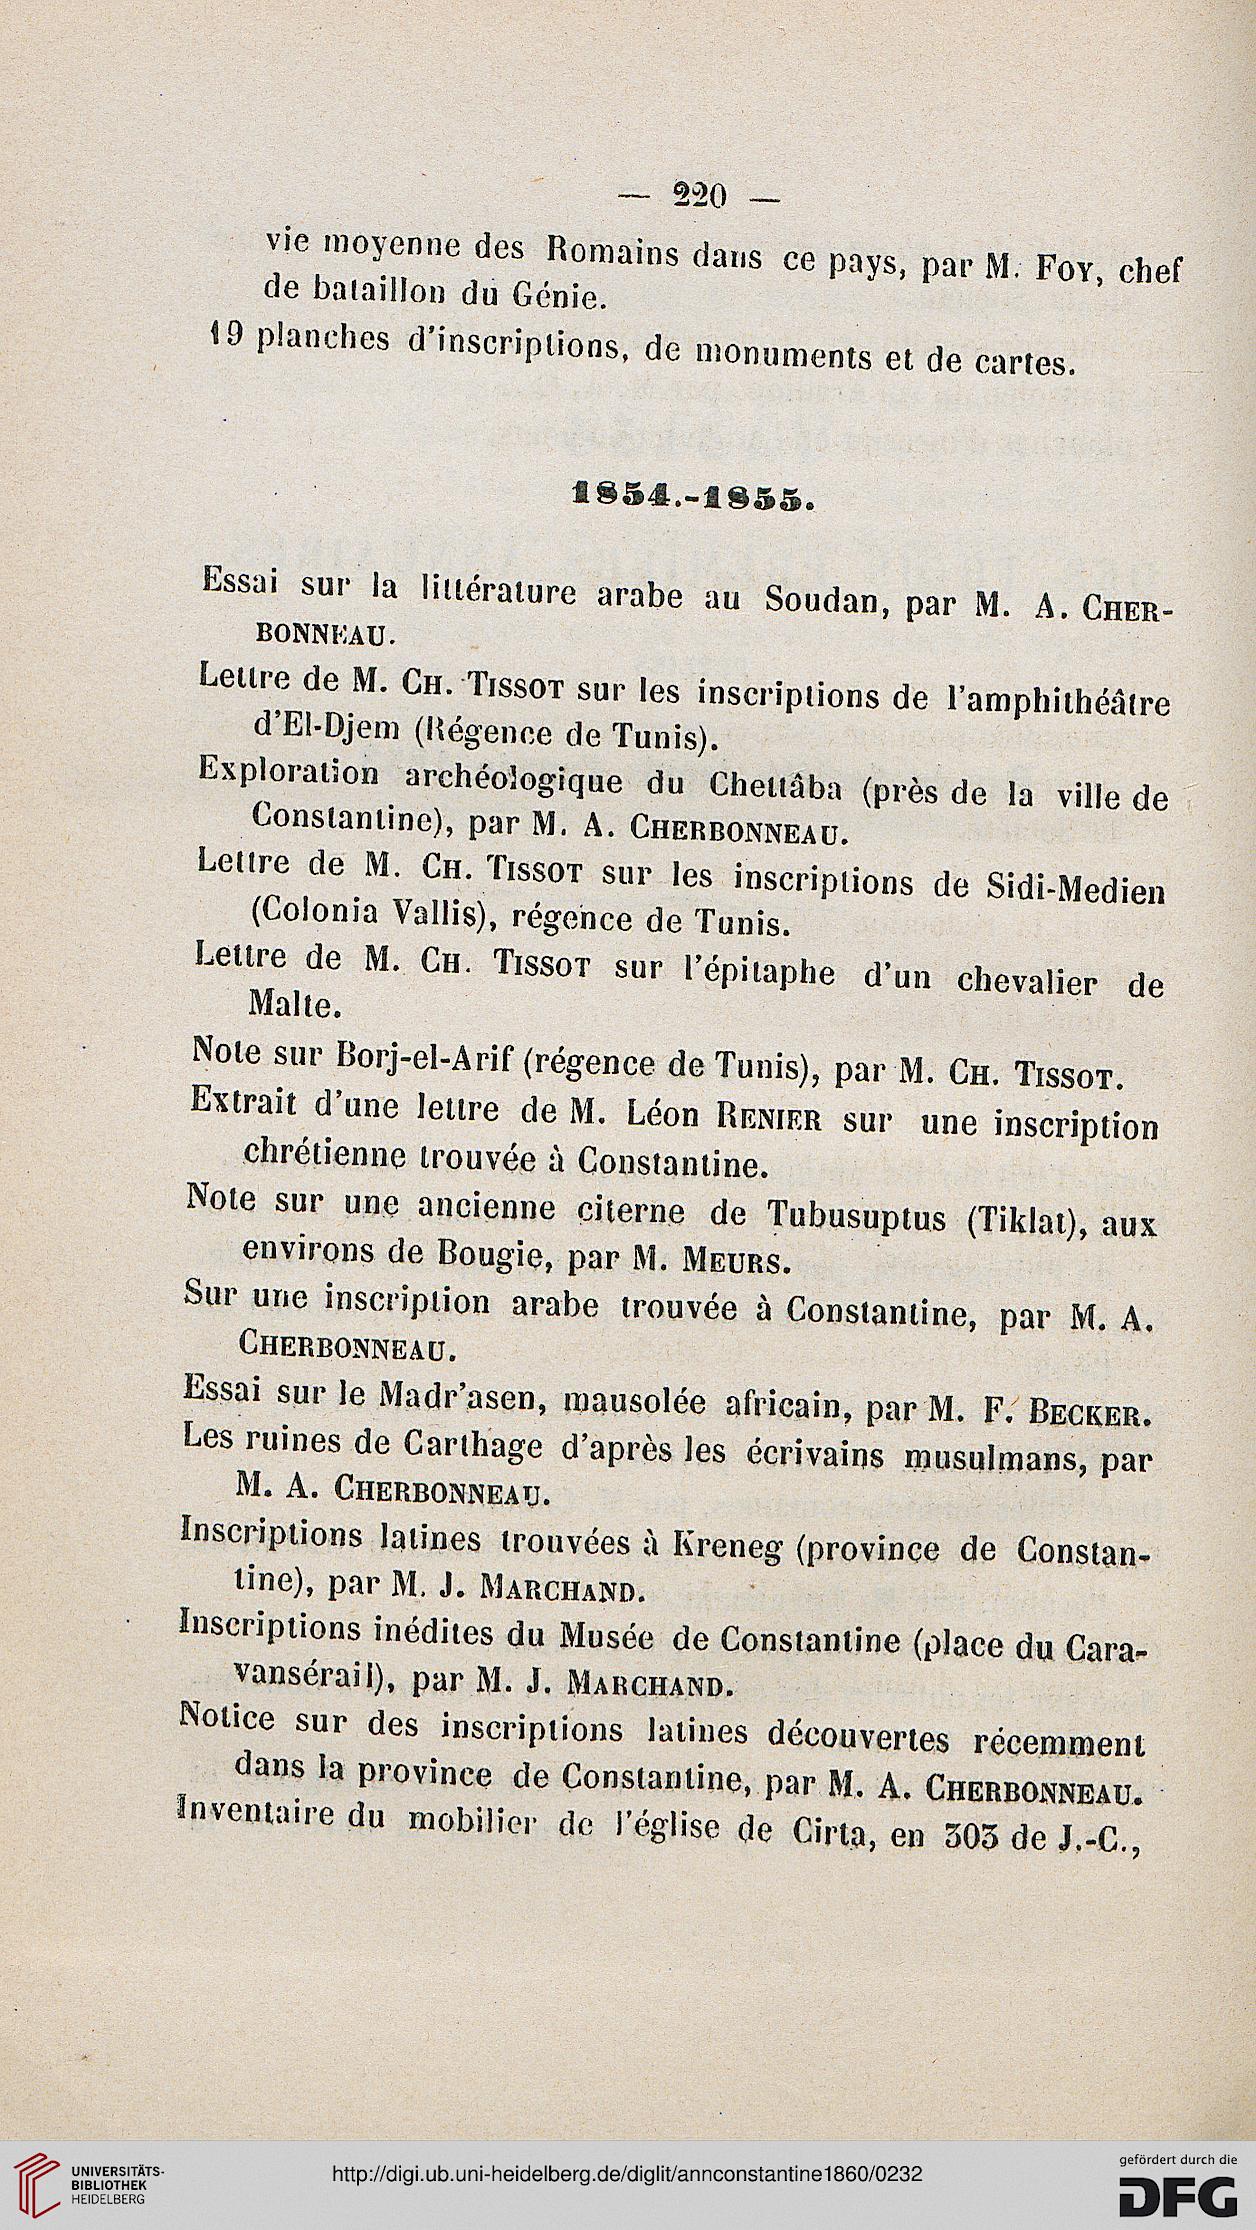 — 220 —
vie moyenne des Romains dans ce pays, par M. Foy, chef
de bataillon du Génie.
19 planches d'inscriptions, de monuments et de cartes.
1854.-1855.
Essai sur la littérature arabe au Soudan, par M. A. CHER-
BONNEAU.
Lettre de M. CH. TISSOT sur les inscriptions de l'amphithéâtre
d'El-Djem (Régence de Tunis).
Exploration archéologique du Chettâba (près de la ville de
Constantine), par M. A. CHERBONNEAU.
Lettre de M. CH. TISSOT sur les inscriptions de Sidi-Medien
(Colonia Vallis), régence de Tunis.
Lettre de M. CH. TISSOT sur l'épitaphe d'un chevalier de
Malte.
Note sur Borj-el-Arif (régence de Tunis), par M. CH. TISSOT.
Extrait d'une lettre de M. Léon RENIER sur une inscription
chrétienne trouvée à Constantine.
Note sur une ancienne citerne de Tubusuptus (Tiklat), aux
environs de Bougie, par M. MEURS.
Sur une inscription arabe trouvée à Constantine, par M. A.
CHERBONNEAU.
Essai sur le Madr'asen, mausolée africain, par M. F. BECKER.
Les ruines de Carthage d'après les écrivains musulmans, par
M. A. CHERBONNEAU.
Inscriptions latines trouvées à Kreneg (province de Constan-
tine), par M. J. MARCHAND.
Inscriptions inédites du Musée de Constantine (place du Cara-
vansérail), par M. J. MARCHAND.
Notice sur des inscriptions latines découvertes récemment
dans la province de Constantine, par M. A. CHERBONNEAU.
Inventaire du mobilier de l'église de Cirta, en 303 de J.-C.,
UNIVERSITÄTS-
BIBLIOTHEK
HEIDELBERG
http://digi.ub.uni-heidelberg.de/diglit/annconstantine1860/0232
gefördert durch die
DFG